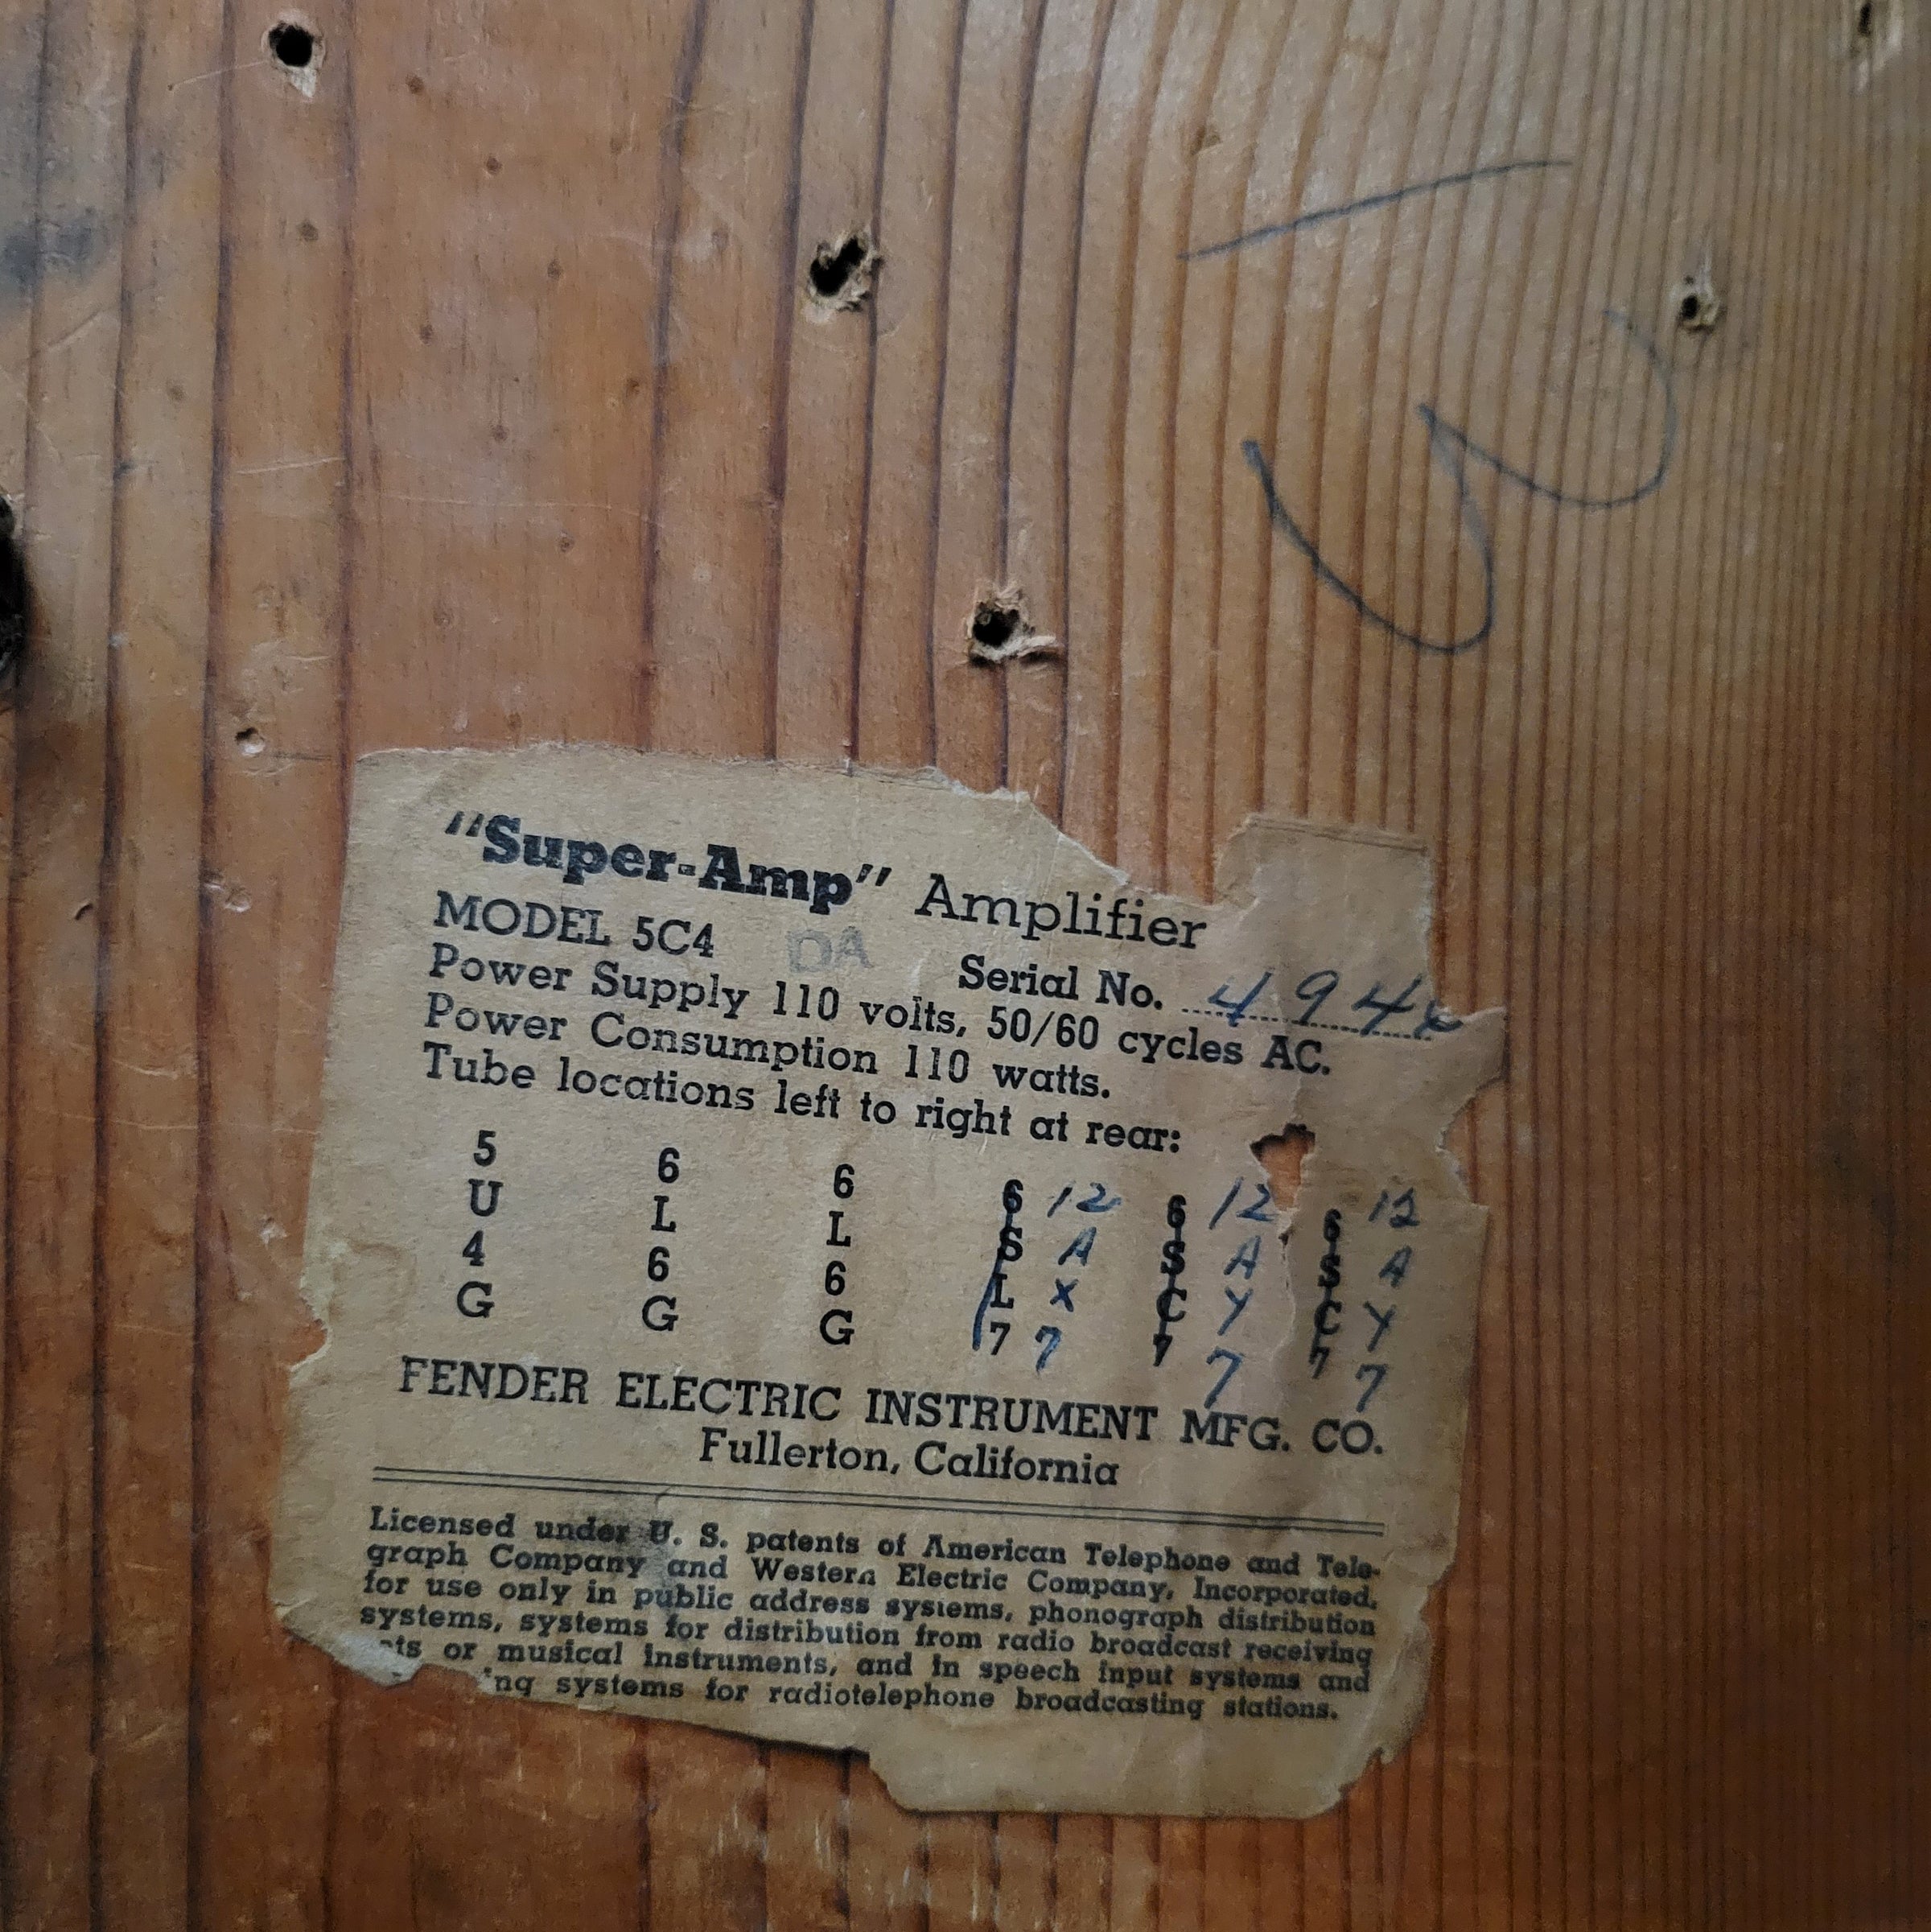 "Super-Amp" Amplifier
MODEL 5C4 DA Serial No. 494
Power Supply 110 volts, 50/60 cycles AC.
Power Consumption 110 watts.
Tube locations left to right at rear:
5 6 6 6 12 6 12 6 12
U L L S A S A S A
4 6 6 L X C Y C Y
G G G 7 7 7 7 7 7
FENDER ELECTRIC INSTRUMENT MFG. CO.
Fullerton, California
Licensed under U. S. patents of American Telephone and Tele-
graph Company and Western Electric Company, Incorporated,
for use only in public address systems, phonograph distribution
systems, systems for distribution from radio broadcast receiving
or musical instruments, and in speech input systems and
systems for radiotelephone broadcasting stations.